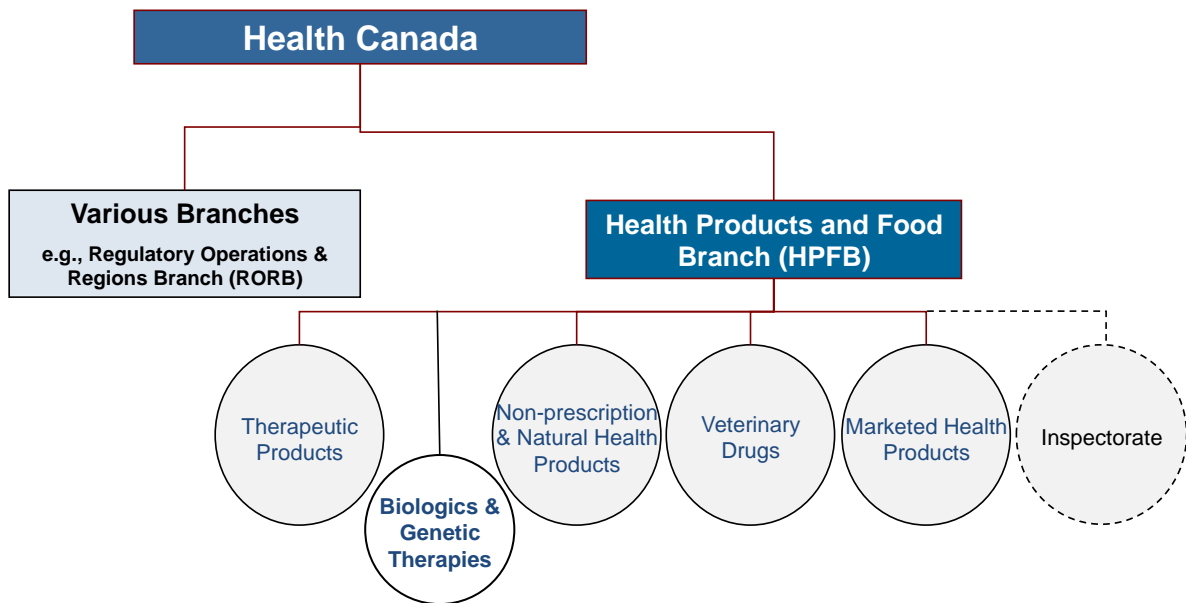 Health Canada
Various Branches
e.g., Regulatory Operations &
Regions Branch (RORB)
Health Products and Food
Branch (HPFB)
Therapeutic
Products
Biologics &
Genetic
Therapies
Non-prescription
& Natural Health
Products
Veterinary
Drugs
Marketed Health
Products
Inspectorate